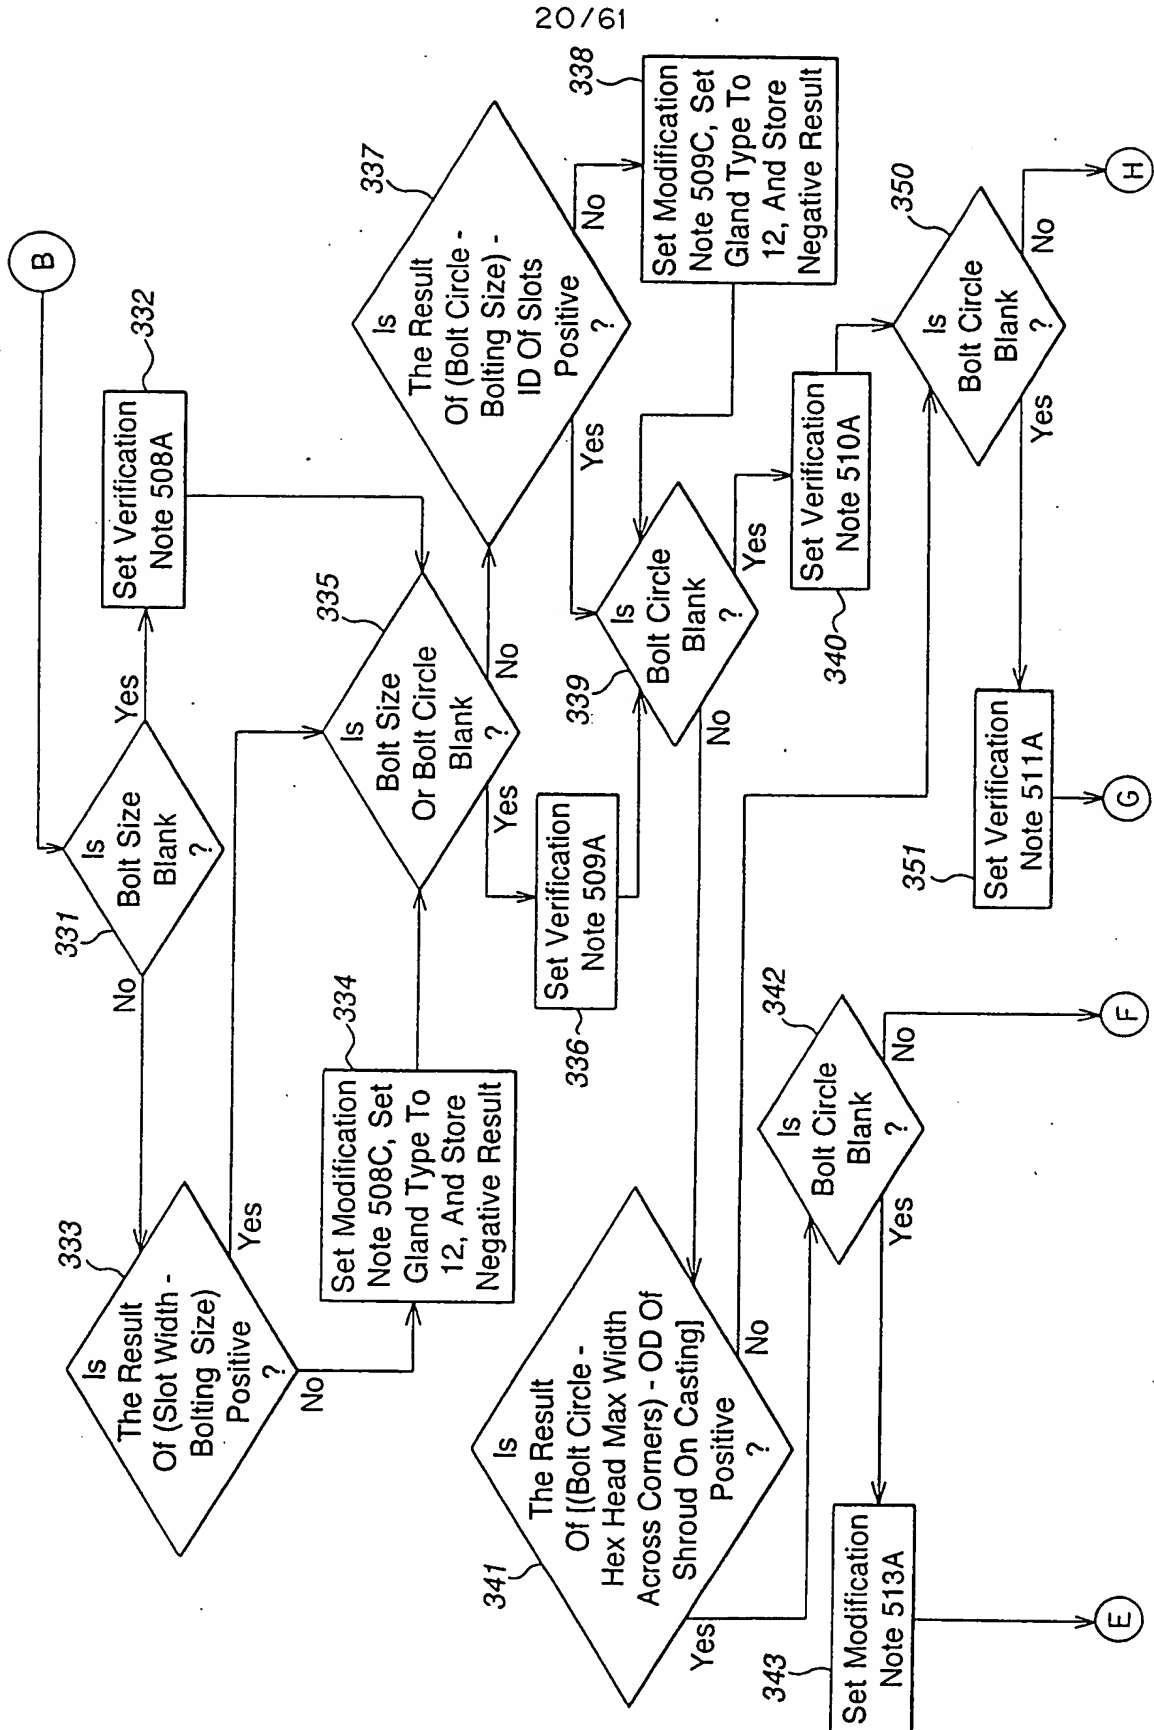 20/61
B
331
Is
Bolt Size
Blank
?
Yes
No
332
Set Verification
Note 508A
333
Is
The Result
Of (Slot Width -
Bolting Size)
Positive
?
Yes
No
334
Set Modification
Note 508C, Set
Gland Type To
12, And Store
Negative Result
335
Is
Bolt Size
Or Bolt Circle
Blank
?
No
Yes
336
Set Verification
Note 509A
337
Is
The Result
Of (Bolt Circle -
Bolting Size) -
ID Of Slots
Positive
?
No
Yes
338
Set Modification
Note 509C, Set
Gland Type To
12, And Store
Negative Result
339
Is
Bolt Circle
Blank
?
Yes
No
340
Set Verification
Note 510A
341
Is
The Result
Of [(Bolt Circle -
Hex Head Max Width
Across Corners) - OD Of
Shroud On Casting]
Positive
?
No
Yes
342
Is
Bolt Circle
Blank
?
No
Yes
343
Set Modification
Note 513A
350
Is
Bolt Circle
Blank
?
No
Yes
351
Set Verification
Note 511A
E
F
G
H